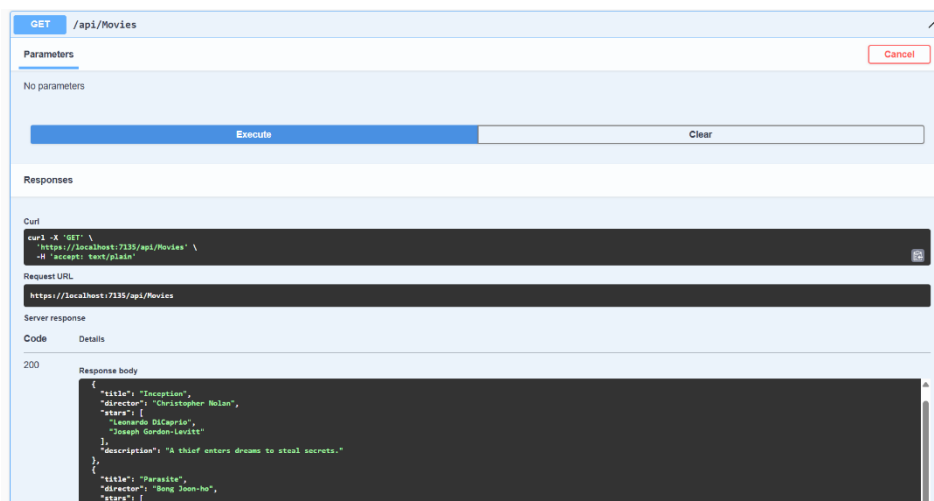 GET /api/Movies
Parameters
Cancel
No parameters
Execute
Clear
Responses
Curl
curl -X 'GET' \
'https://localhost:7135/api/Movies' \
-H 'accept: text/plain'
Request URL
https://localhost:7135/api/Movies
Server response
Code Details
200
Response body
{
"title": "Inception",
"director": "Christopher Nolan",
"stars": [
"Leonardo DiCaprio",
"Joseph Gordon-Levitt"
],
"description": "A thief enters dreams to steal secrets."
},
{
"title": "Parasite",
"director": "Bong Joon-ho",
"stars": [